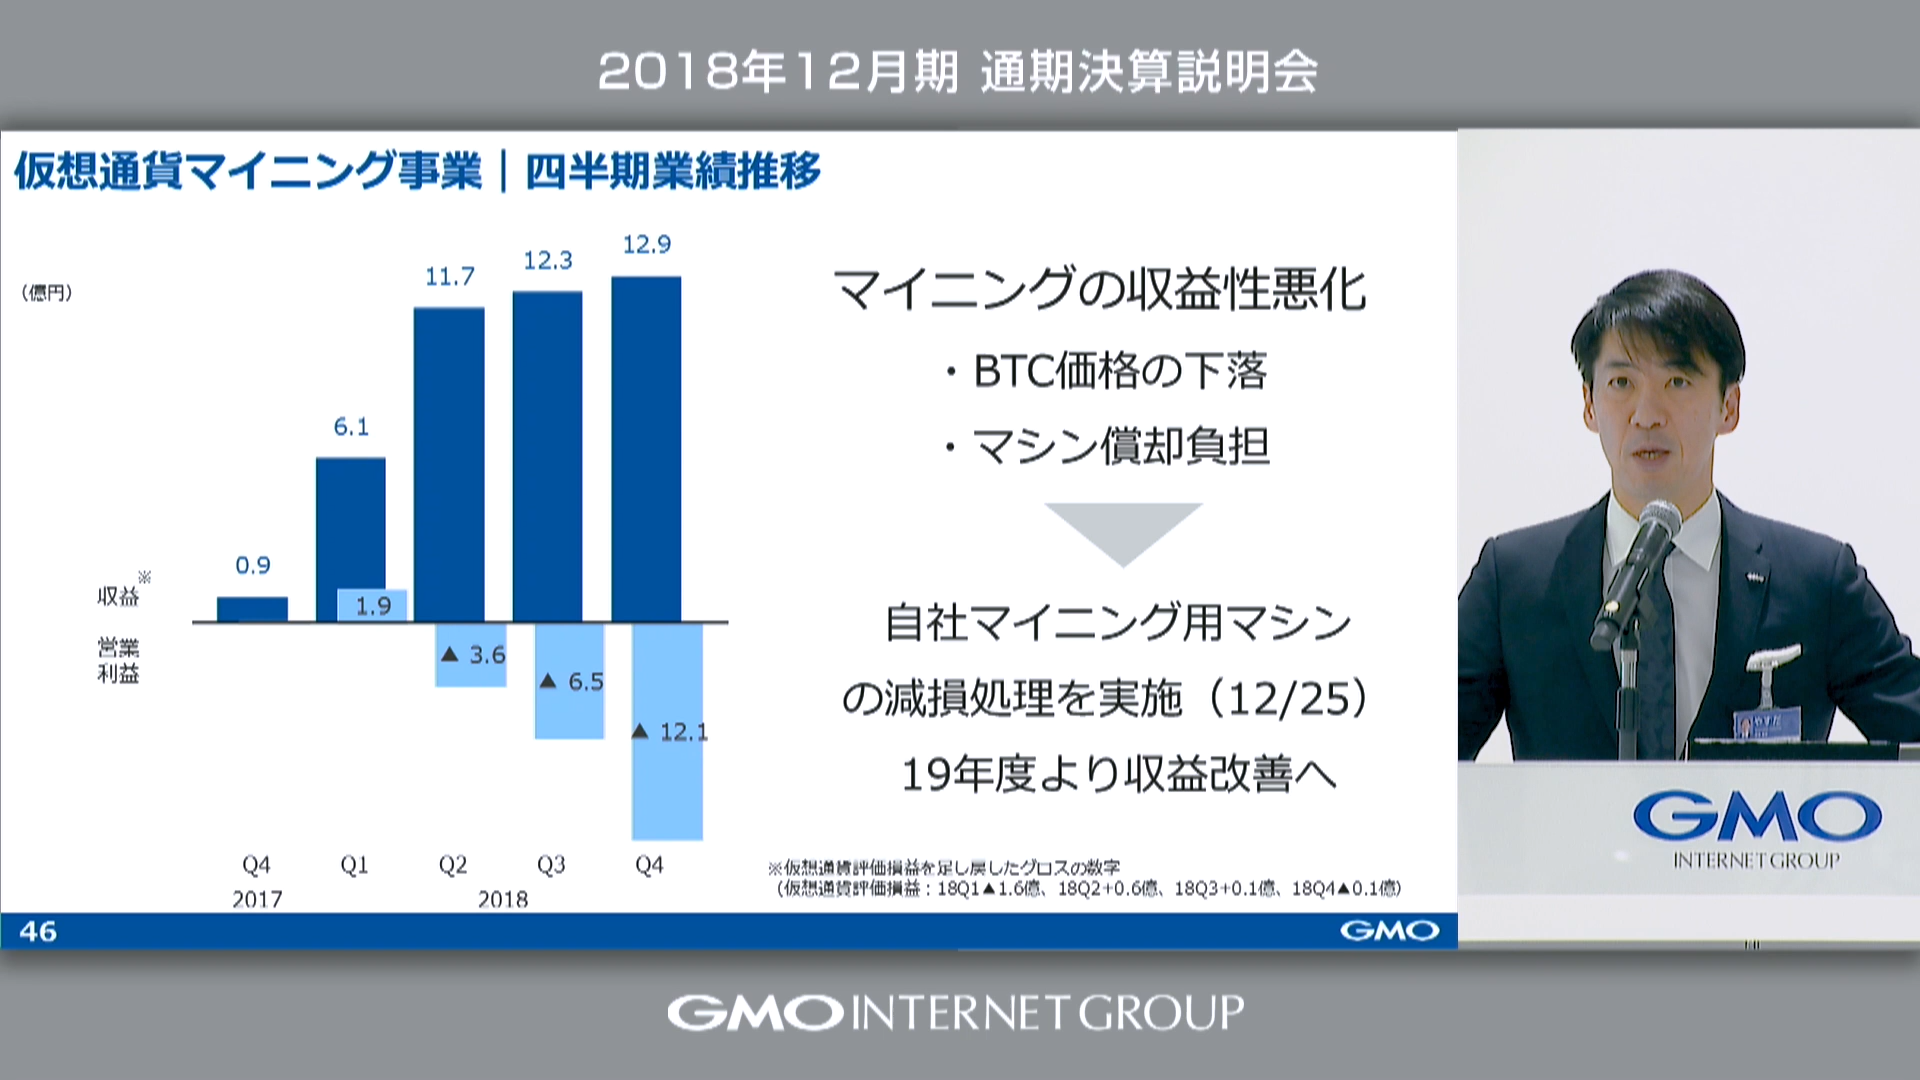 2018年12月期 通期決算説明会
仮想通貨マイニング事業｜四半期業績推移
（億円）
12.9
12.3
11.7
6.1
0.9
収益※
1.9
営業
利益
▲ 3.6
▲ 6.5
▲ 12.1
Q4 Q1 Q2 Q3 Q4
2017 2018
マイニングの収益性悪化
・BTC価格の下落
・マシン償却負担
自社マイニング用マシン
の減損処理を実施（12/25）
19年度より収益改善へ
※仮想通貨評価損益を足し戻したグロスの数字
（仮想通貨評価損益：18Q1▲1.6億、18Q2+0.6億、18Q3+0.1億、18Q4▲0.1億）
46
GMO
やすだ
GMO
INTERNET GROUP
GMO INTERNET GROUP